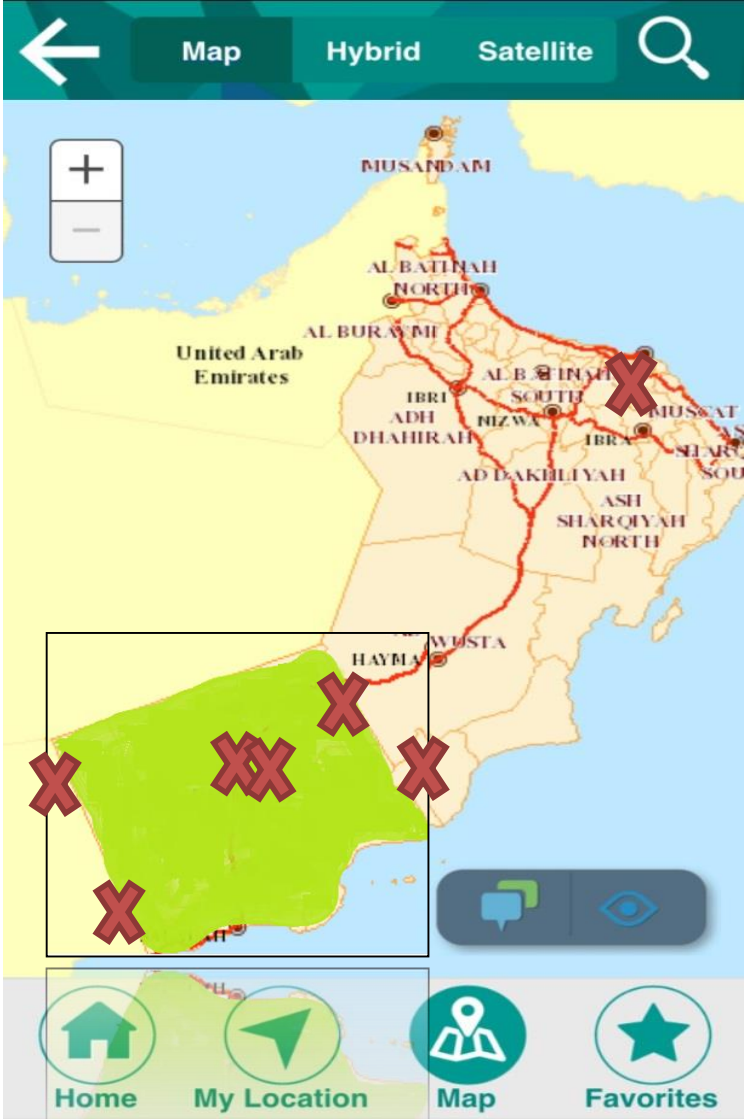 Map Hybrid Satellite
+
−
MUSANDAM
AL BATINAH
NORTH
AL BURAYMI
United Arab
Emirates
AL BATINAH
SOUTH
IBRI
ADH
DHAHIRAH
NIZWA
MUSCAT
IBRA
AD DAKHLIYAH
ASH
SHARQIYAH
NORTH
WUSTA
HAYMA
Home My Location Map Favorites